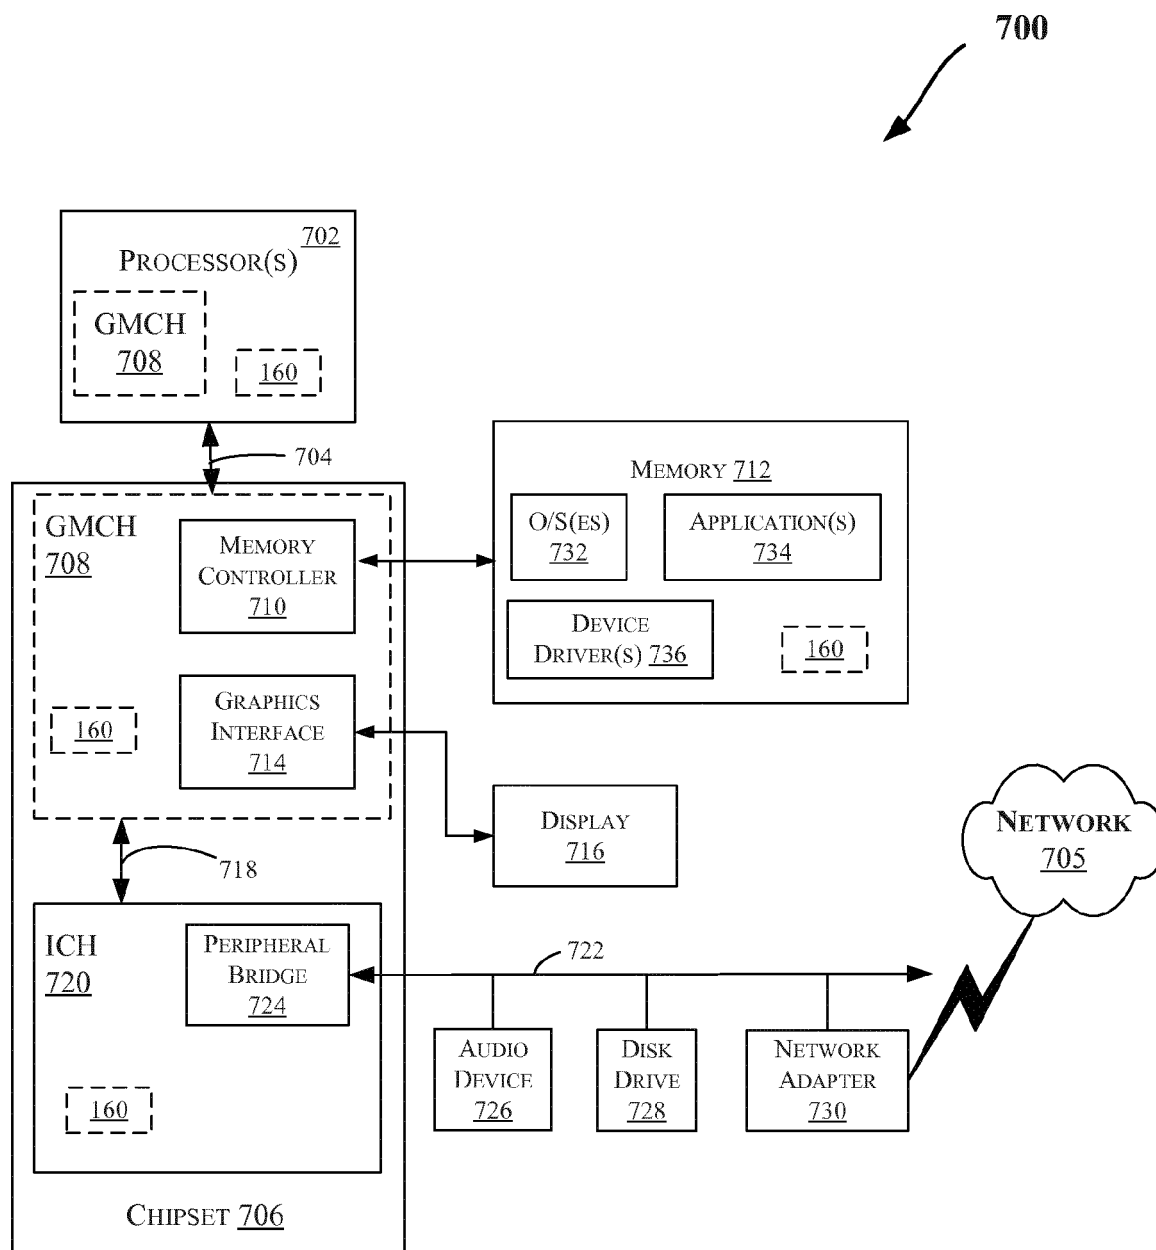 700
702
PROCESSOR(S)
GMCH
708
160
704
GMCH
708
MEMORY
CONTROLLER
710
160
GRAPHICS
INTERFACE
714
MEMORY 712
O/S(ES)
732
APPLICATION(S)
734
DEVICE
DRIVER(S) 736
160
DISPLAY
716
NETWORK
705
718
ICH
720
PERIPHERAL
BRIDGE
724
160
722
AUDIO
DEVICE
726
DISK
DRIVE
728
NETWORK
ADAPTER
730
CHIPSET 706